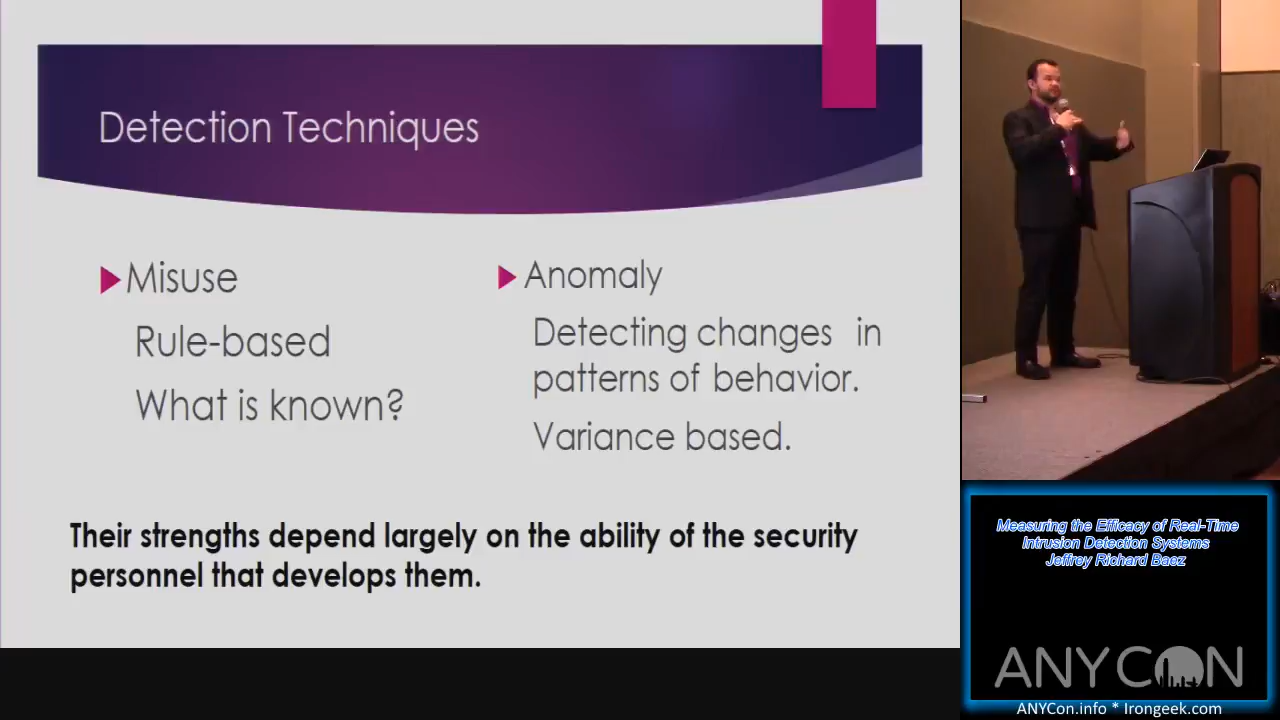 Detection Techniques
Misuse
Rule-based
What is known?
Anomaly
Detecting changes in
patterns of behavior.
Variance based.
Their strengths depend largely on the ability of the security
personnel that develops them.
Measuring the Efficacy of Real-Time
Intrusion Detection Systems
Jeffrey Richard Baez
ANYCON
ANYCon.info * Irongeek.com